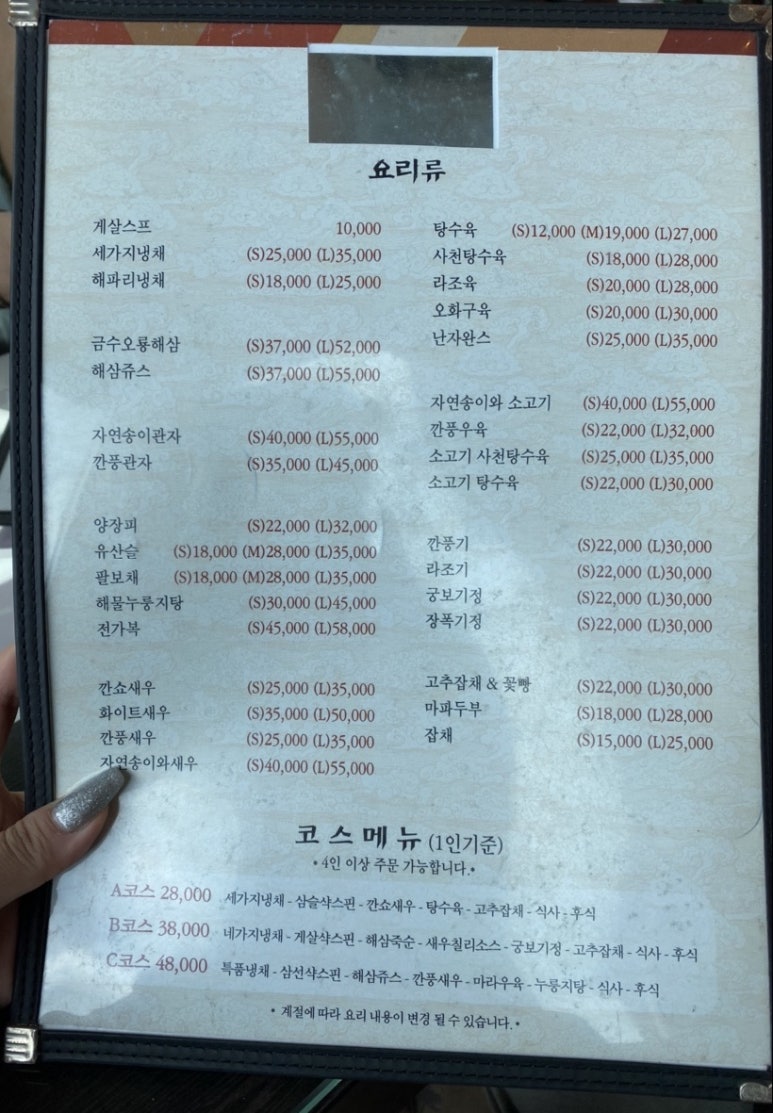 요리류
게살스프 10,000
세가지냉채 (S)25,000 (L)35,000
해파리냉채 (S)18,000 (L)25,000
금수오룡해삼 (S)37,000 (L)52,000
해삼쥬스 (S)37,000 (L)55,000
자연송이관자 (S)40,000 (L)55,000
깐풍관자 (S)35,000 (L)45,000
양장피 (S)22,000 (L)32,000
유산슬 (S)18,000 (M)28,000 (L)35,000
팔보채 (S)18,000 (M)28,000 (L)35,000
해물누룽지탕 (S)30,000 (L)45,000
전가복 (S)45,000 (L)58,000
깐쇼새우 (S)25,000 (L)35,000
화이트새우 (S)35,000 (L)50,000
깐풍새우 (S)25,000 (L)35,000
자연송이와새우 (S)40,000 (L)55,000
탕수육 (S)12,000 (M)19,000 (L)27,000
사천탕수육 (S)18,000 (L)28,000
라조육 (S)20,000 (L)28,000
오화구육 (S)20,000 (L)30,000
난자완스 (S)25,000 (L)35,000
자연송이와 소고기 (S)40,000 (L)55,000
깐풍우육 (S)22,000 (L)32,000
소고기 사천탕수육 (S)25,000 (L)35,000
소고기 탕수육 (S)22,000 (L)30,000
깐풍기 (S)22,000 (L)30,000
라조기 (S)22,000 (L)30,000
궁보기정 (S)22,000 (L)30,000
장폭기정 (S)22,000 (L)30,000
고추잡채 & 꽃빵 (S)22,000 (L)30,000
마파두부 (S)18,000 (L)28,000
잡채 (S)15,000 (L)25,000
코스메뉴 (1인기준)
• 4인 이상 주문 가능합니다.•
A코스 28,000 세가지냉채 - 삼슬샥스핀 - 깐쇼새우 - 탕수육 - 고추잡채 - 식사 - 후식
B코스 38,000 네가지냉채 - 게살샥스핀 - 해삼죽순 - 새우칠리소스 - 궁보기정 - 고추잡채 - 식사 - 후식
C코스 48,000 특품냉채 - 삼선샥스핀 - 해삼쥬스 - 깐풍새우 - 마라우육 - 누룽지탕 - 식사 - 후식
• 계절에 따라 요리 내용이 변경 될 수 있습니다. •